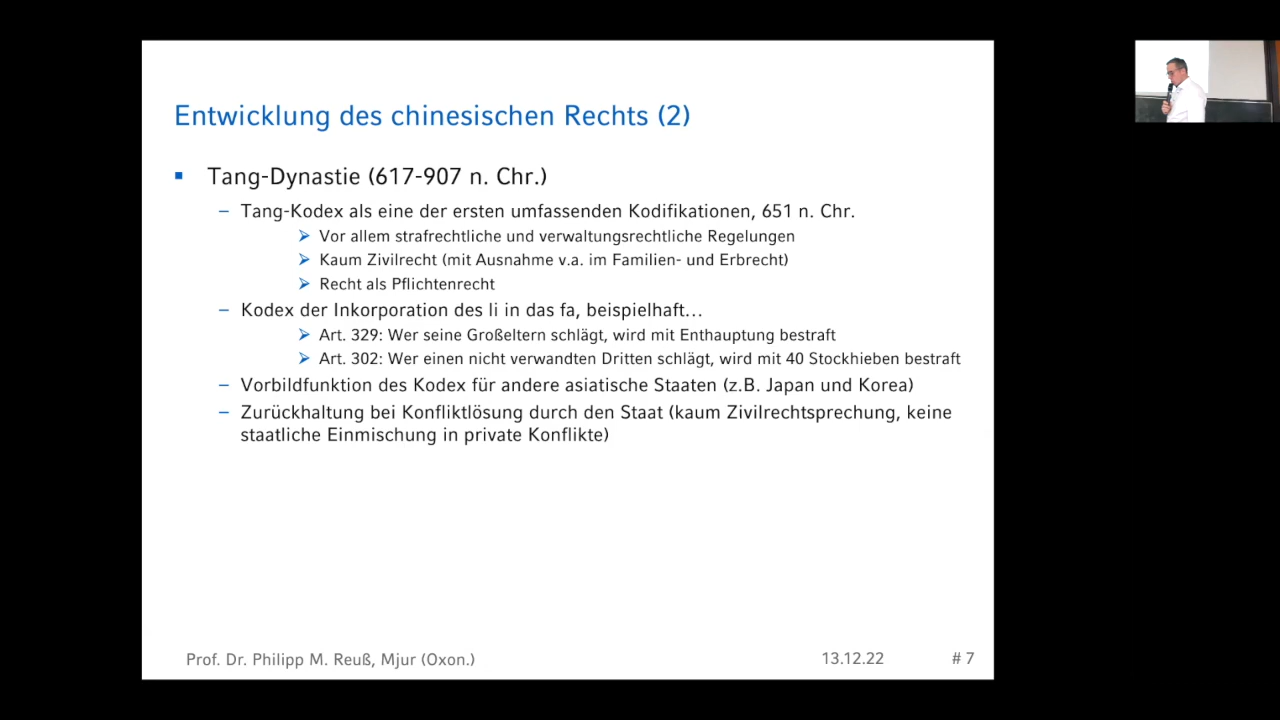 Entwicklung des chinesischen Rechts (2)
▪ Tang-Dynastie (617-907 n. Chr.)
– Tang-Kodex als eine der ersten umfassenden Kodifikationen, 651 n. Chr.
➢ Vor allem strafrechtliche und verwaltungsrechtliche Regelungen
➢ Kaum Zivilrecht (mit Ausnahme v.a. im Familien- und Erbrecht)
➢ Recht als Pflichtenrecht
– Kodex der Inkorporation des li in das fa, beispielhaft…
➢ Art. 329: Wer seine Großeltern schlägt, wird mit Enthauptung bestraft
➢ Art. 302: Wer einen nicht verwandten Dritten schlägt, wird mit 40 Stockhieben bestraft
– Vorbildfunktion des Kodex für andere asiatische Staaten (z.B. Japan und Korea)
– Zurückhaltung bei Konfliktlösung durch den Staat (kaum Zivilrechtsprechung, keine
staatliche Einmischung in private Konflikte)
Prof. Dr. Philipp M. Reuß, Mjur (Oxon.) 13.12.22 # 7